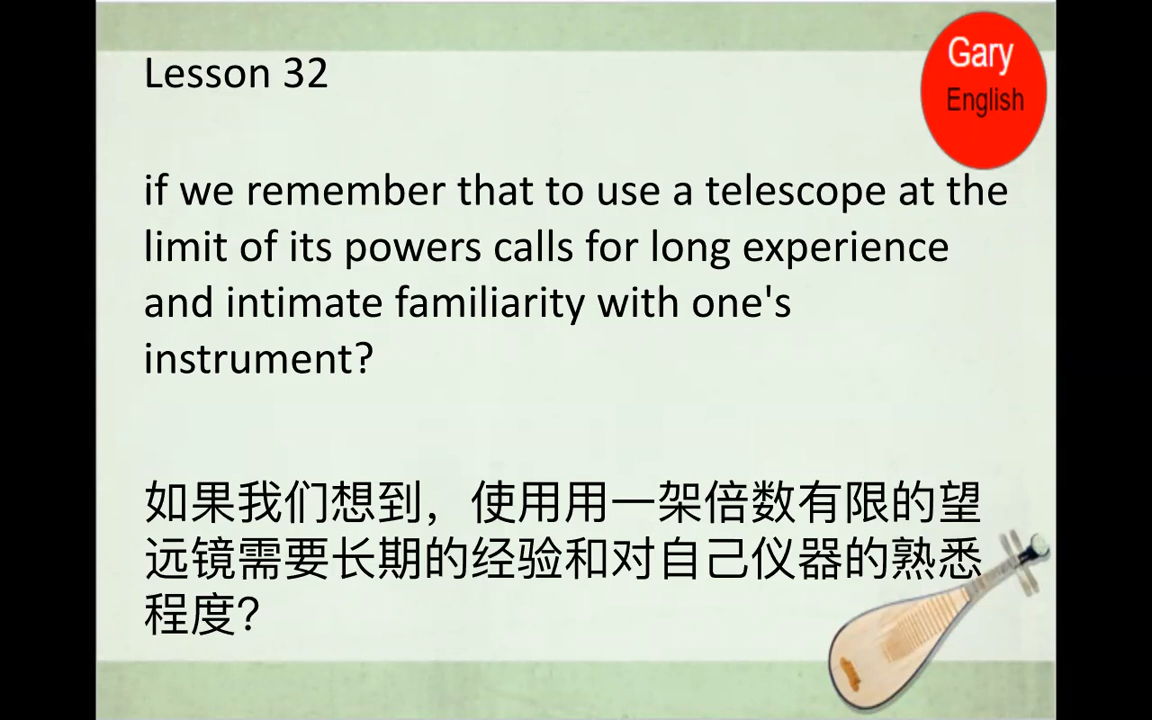 Lesson 32
Gary
English
if we remember that to use a telescope at the
limit of its powers calls for long experience
and intimate familiarity with one's
instrument?
如果我们想到，使用用一架倍数有限的望
远镜需要长期的经验和对自己仪器的熟悉
程度？